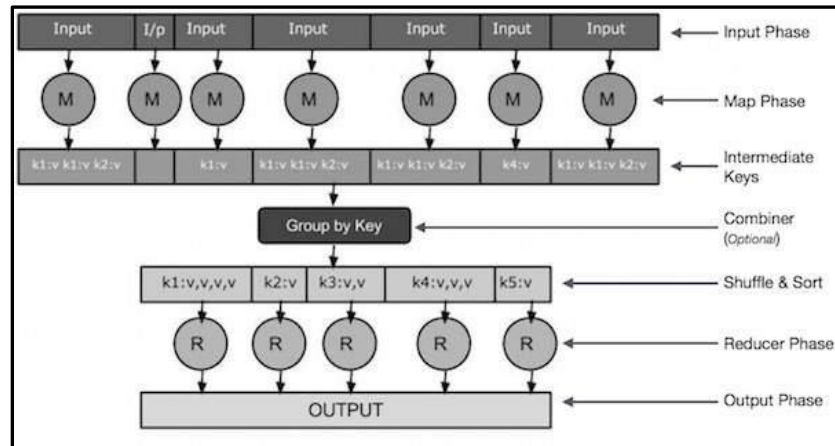 Input I/p Input Input Input Input Input
Input Phase
M M M M M M M
Map Phase
k1:v k1:v k2:v k1:v k1:v k1:v k2:v k1:v k1:v k2:v k4:v k1:v k1:v k2:v
Intermediate
Keys
Group by Key
Combiner
(Optional)
k1:v,v,v,v k2:v k3:v,v k4:v,v,v k5:v
Shuffle & Sort
R R R R R
Reducer Phase
OUTPUT
Output Phase